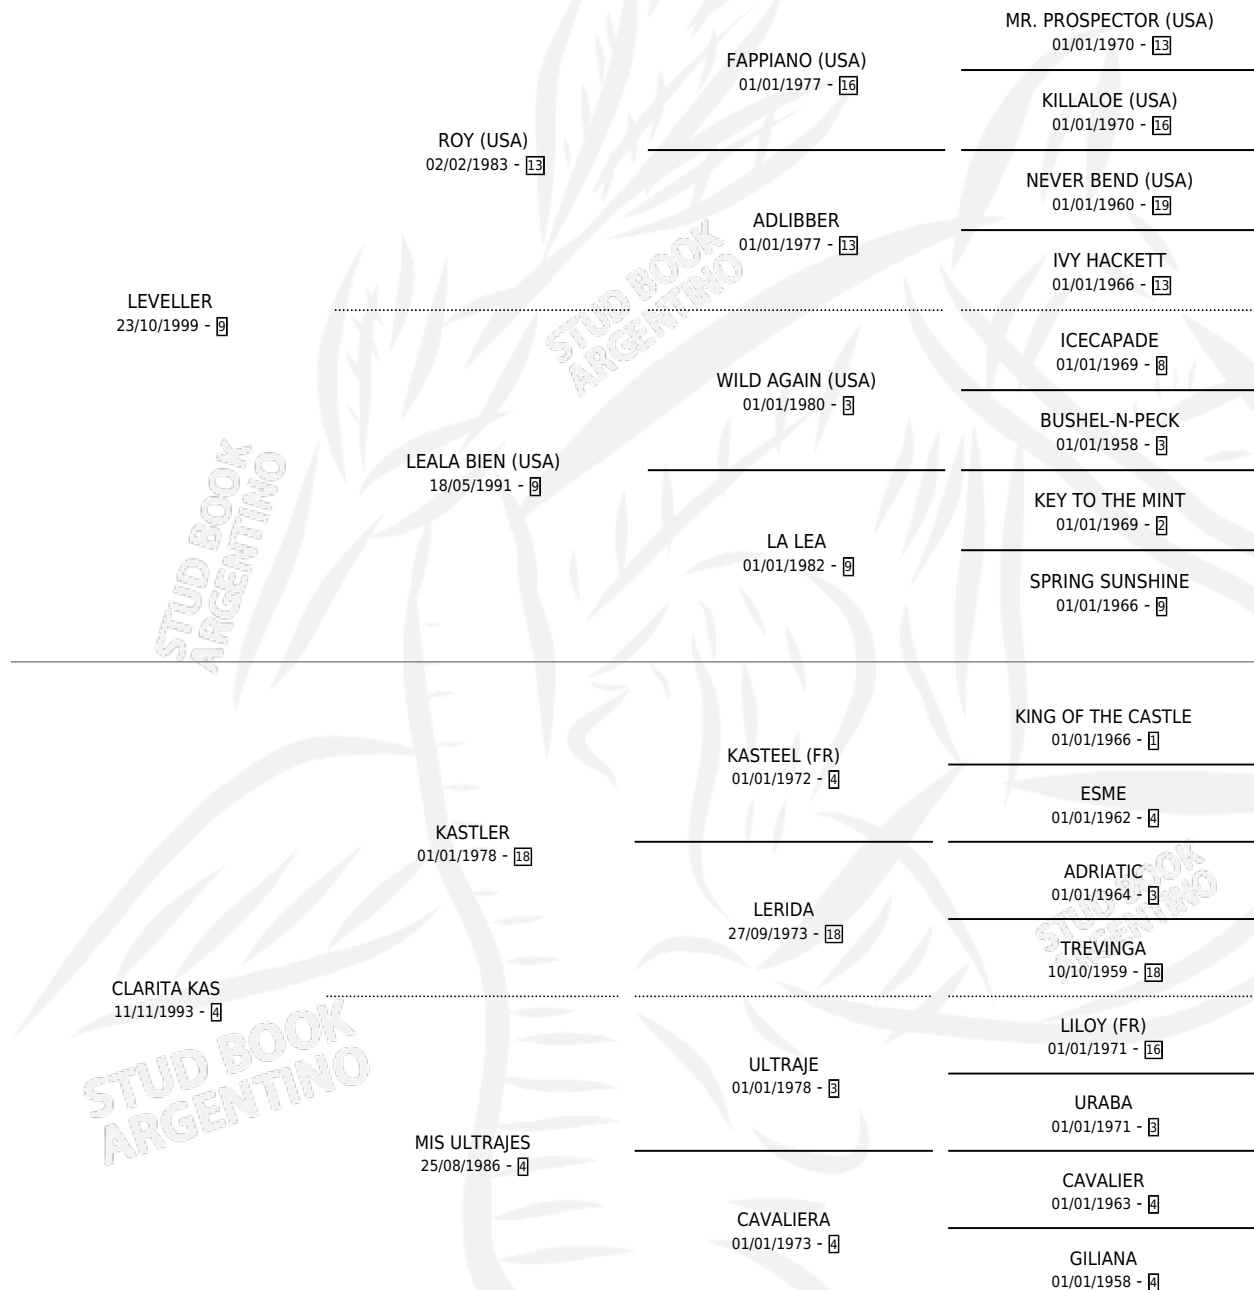 LEVELLER
23/10/1999 - 9
ROY (USA)
02/02/1983 - 13
FAPPIANO (USA)
01/01/1977 - 16
MR. PROSPECTOR (USA)
01/01/1970 - 13
KILLALOE (USA)
01/01/1970 - 16
ADLIBBER
01/01/1977 - 13
NEVER BEND (USA)
01/01/1960 - 19
IVY HACKETT
01/01/1966 - 13
LEALA BIEN (USA)
18/05/1991 - 9
WILD AGAIN (USA)
01/01/1980 - 3
ICECAPADE
01/01/1969 - 8
BUSHEL-N-PECK
01/01/1958 - 3
LA LEA
01/01/1982 - 9
KEY TO THE MINT
01/01/1969 - 2
SPRING SUNSHINE
01/01/1966 - 9
CLARITA KAS
11/11/1993 - 4
KASTLER
01/01/1978 - 18
KASTEEL (FR)
01/01/1972 - 4
KING OF THE CASTLE
01/01/1966 - 1
ESME
01/01/1962 - 4
LERIDA
27/09/1973 - 18
ADRIATIC
01/01/1964 - 3
TREVINGA
10/10/1959 - 18
MIS ULTRAJES
25/08/1986 - 4
ULTRAJE
01/01/1978 - 3
LILOY (FR)
01/01/1971 - 16
URABA
01/01/1971 - 3
CAVALIERA
01/01/1973 - 4
CAVALIER
01/01/1963 - 4
GILIANA
01/01/1958 - 4
STUD BOOK
ARGENTINO
STUD BOOK
ARGENTINO
STUD BOOK
ARGENTINO
STUD BOOK
ARGENTINO